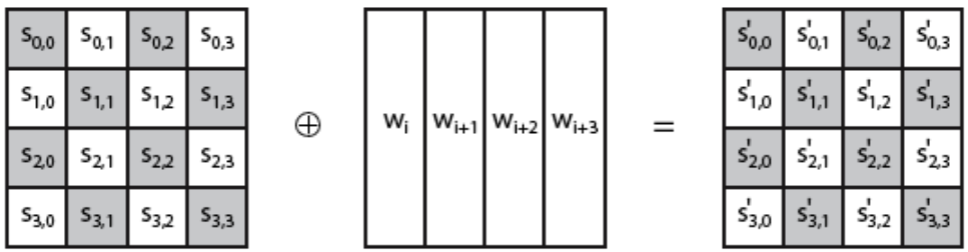 s0,0 s0,1 s0,2 s0,3 s'0,0 s'0,1 s'0,2 s'0,3
s1,0 s1,1 s1,2 s1,3 ⊕ wi wi+1 wi+2 wi+3 = s'1,0 s'1,1 s'1,2 s'1,3
s2,0 s2,1 s2,2 s2,3 s'2,0 s'2,1 s'2,2 s'2,3
s3,0 s3,1 s3,2 s3,3 s'3,0 s'3,1 s'3,2 s'3,3